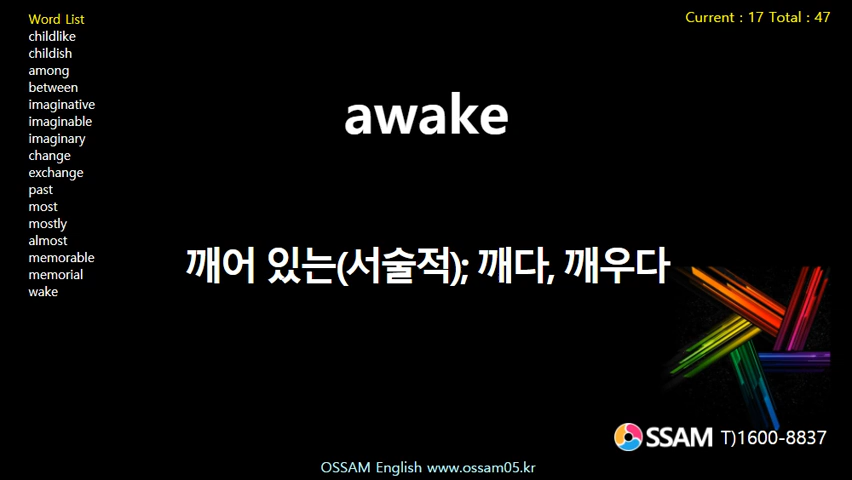 Word List
childlike
childish
among
between
imaginative
imaginable
imaginary
change
exchange
past
most
mostly
almost
memorable
memorial
wake
Current : 17 Total : 47
awake
깨어 있는(서술적); 깨다, 깨우다
OSSAM T)1600-8837
OSSAM English www.ossam05.kr